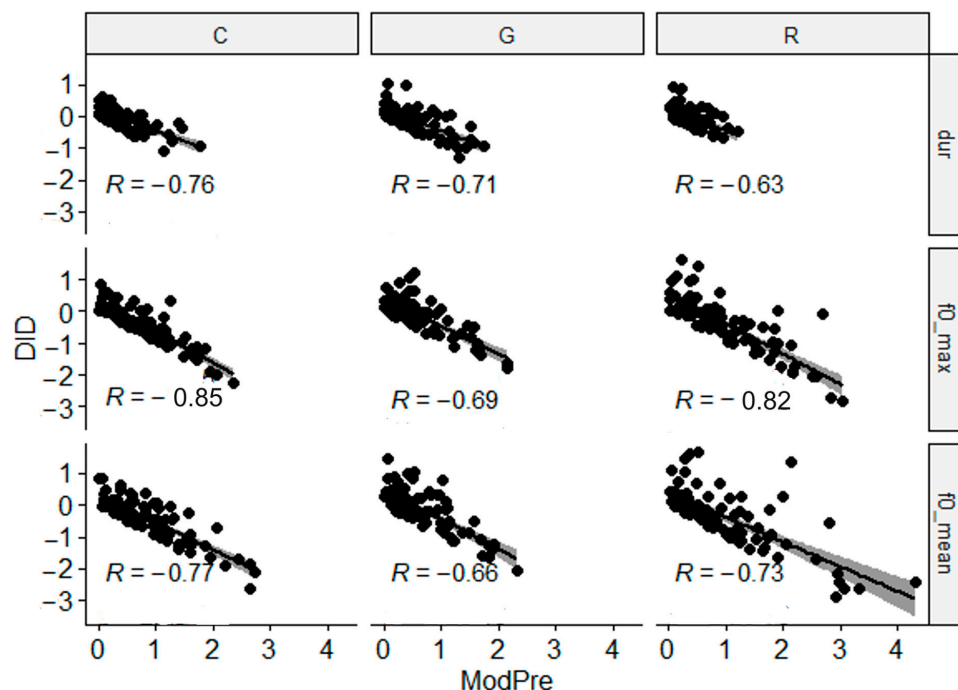 C G R
1
0
−1
−2
−3
R = −0.76 R = −0.71 R = −0.63
dur
1
0
−1
−2
−3
R = − 0.85 R = −0.69 R = − 0.82
f0_max
DID
1
0
−1
−2
−3
R = −0.77 R = −0.66 R = −0.73
f0_mean
0 1 2 3 4 0 1 2 3 4 0 1 2 3 4
ModPre